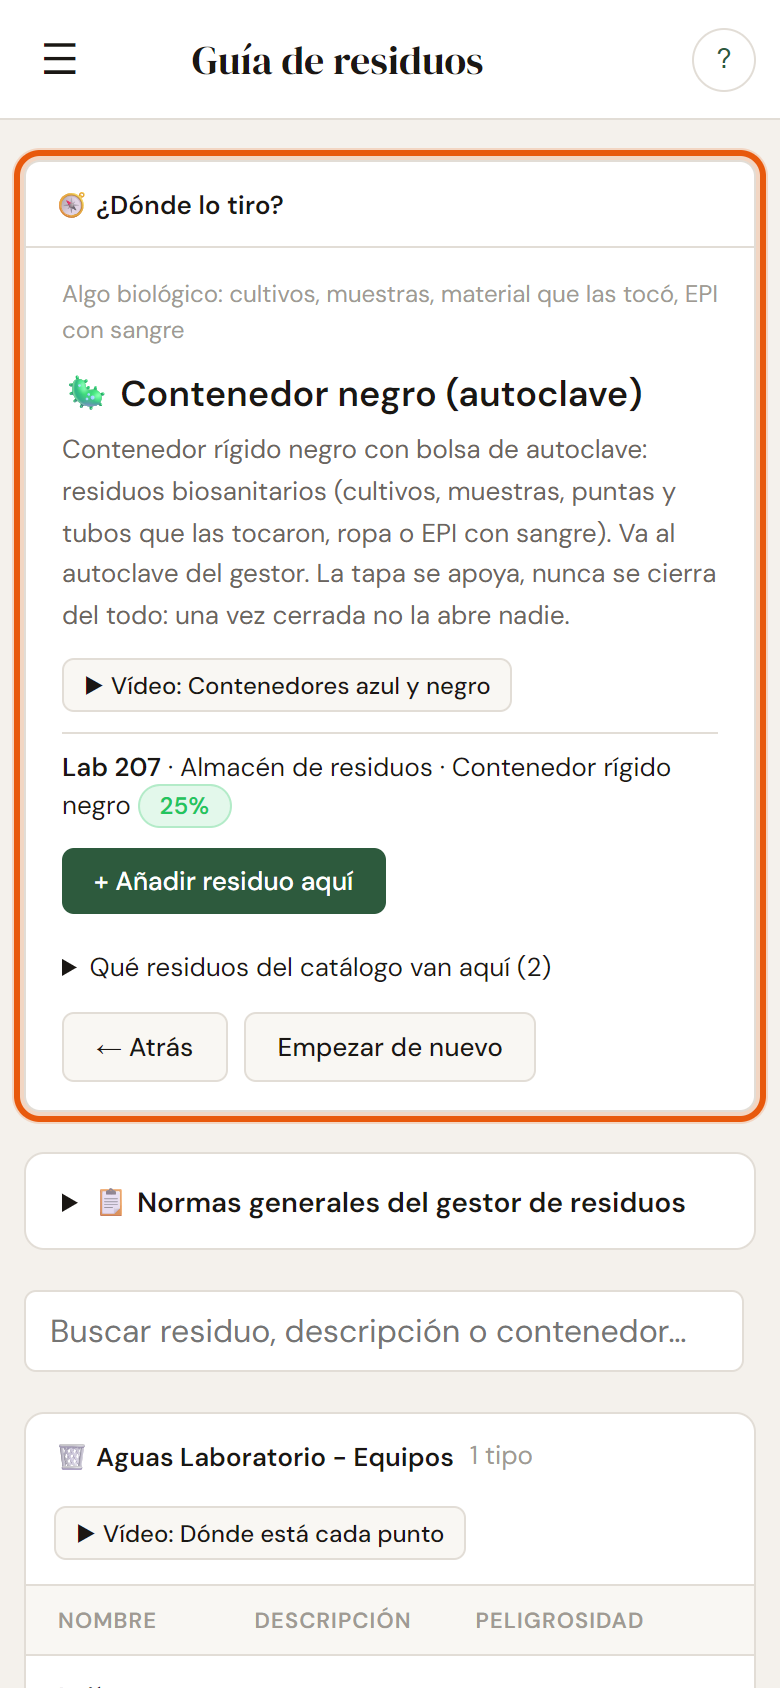 ☰ Guía de residuos ?
¿Dónde lo tiro?
Algo biológico: cultivos, muestras, material que las tocó, EPI
con sangre
Contenedor negro (autoclave)
Contenedor rígido negro con bolsa de autoclave:
residuos biosanitarios (cultivos, muestras, puntas y
tubos que las tocaron, ropa o EPI con sangre). Va al
autoclave del gestor. La tapa se apoya, nunca se cierra
del todo: una vez cerrada no la abre nadie.
▶ Vídeo: Contenedores azul y negro
Lab 207 · Almacén de residuos · Contenedor rígido
negro 25%
+ Añadir residuo aquí
▶ Qué residuos del catálogo van aquí (2)
← Atrás Empezar de nuevo
▶ Normas generales del gestor de residuos
Buscar residuo, descripción o contenedor...
Aguas Laboratorio - Equipos 1 tipo
▶ Vídeo: Dónde está cada punto
NOMBRE DESCRIPCIÓN PELIGROSIDAD